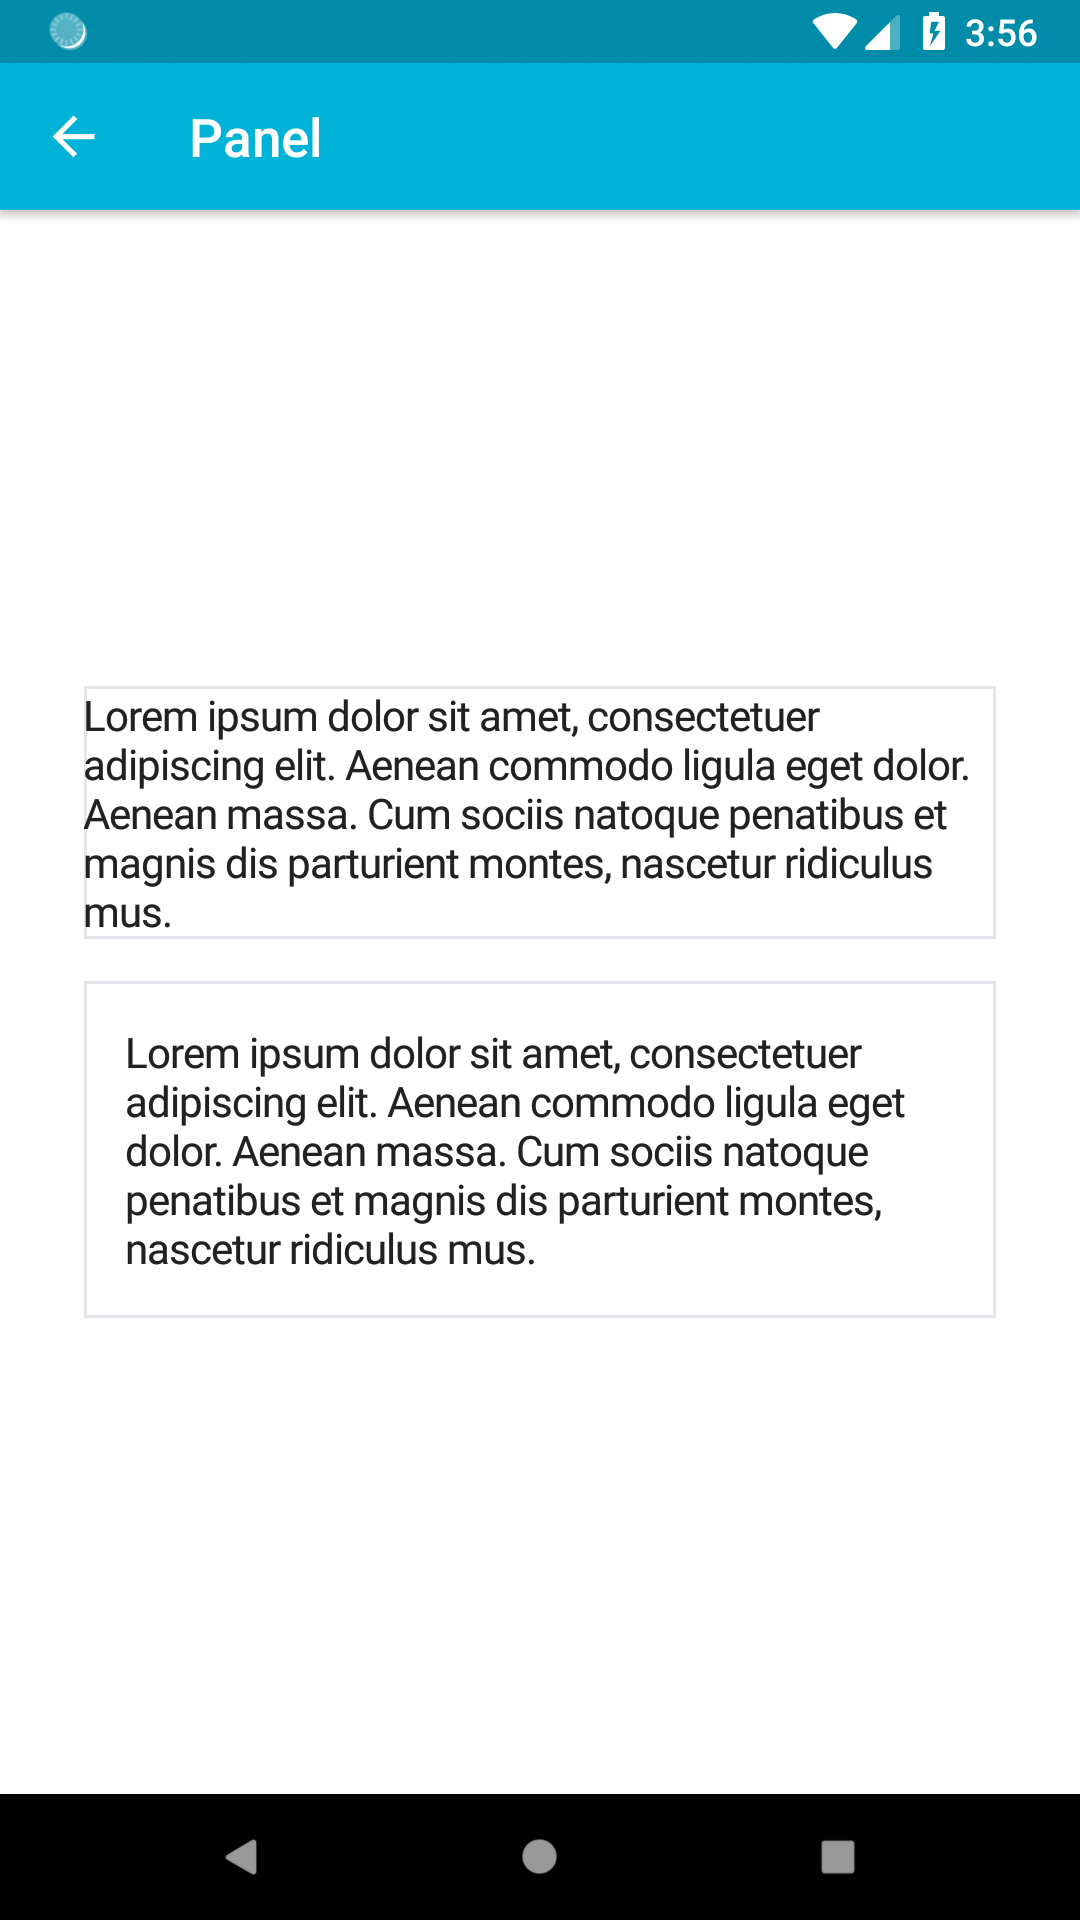 3:56
Panel
Lorem ipsum dolor sit amet, consectetuer
adipiscing elit. Aenean commodo ligula eget dolor.
Aenean massa. Cum sociis natoque penatibus et
magnis dis parturient montes, nascetur ridiculus
mus.
Lorem ipsum dolor sit amet, consectetuer
adipiscing elit. Aenean commodo ligula eget
dolor. Aenean massa. Cum sociis natoque
penatibus et magnis dis parturient montes,
nascetur ridiculus mus.